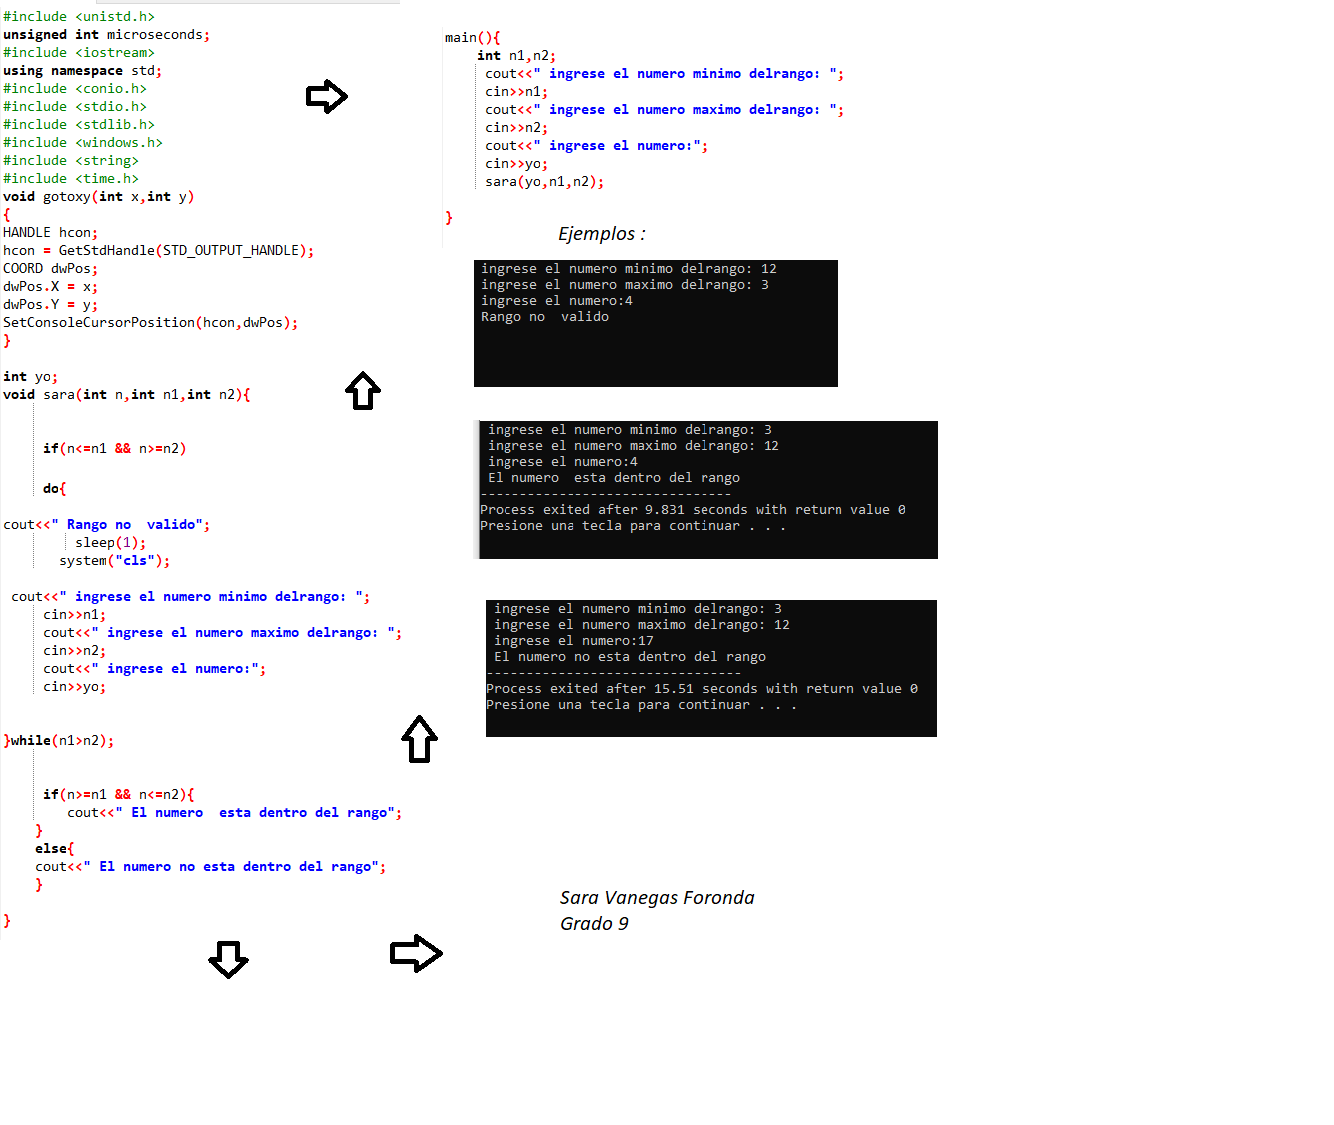 #include <unistd.h>
unsigned int microseconds;
#include <iostream>
using namespace std;
#include <conio.h>
#include <stdio.h>
#include <stdlib.h>
#include <windows.h>
#include <string>
#include <time.h>
void gotoxy(int x,int y)
{
HANDLE hcon;
hcon = GetStdHandle(STD_OUTPUT_HANDLE);
COORD dwPos;
dwPos.X = x;
dwPos.Y = y;
SetConsoleCursorPosition(hcon,dwPos);
}
int yo;
void sara(int n,int n1,int n2){
if(n<=n1 && n>=n2)
do{
cout<<" Rango no  valido";
sleep(1);
system("cls");
cout<<" ingrese el numero minimo delrango: ";
cin>>n1;
cout<<" ingrese el numero maximo delrango: ";
cin>>n2;
cout<<" ingrese el numero:";
cin>>yo;
}while(n1>n2);
if(n>=n1 && n<=n2){
cout<<" El numero  esta dentro del rango";
}
else{
cout<<" El numero no esta dentro del rango";
}
}
main(){
int n1,n2;
cout<<" ingrese el numero minimo delrango: ";
cin>>n1;
cout<<" ingrese el numero maximo delrango: ";
cin>>n2;
cout<<" ingrese el numero:";
cin>>yo;
sara(yo,n1,n2);
}
Ejemplos :
ingrese el numero minimo delrango: 12
ingrese el numero maximo delrango: 3
ingrese el numero:4
Rango no  valido
ingrese el numero minimo delrango: 3
ingrese el numero maximo delrango: 12
ingrese el numero:4
El numero  esta dentro del rango
--------------------------------
Process exited after 9.831 seconds with return value 0
Presione una tecla para continuar . . .
ingrese el numero minimo delrango: 3
ingrese el numero maximo delrango: 12
ingrese el numero:17
El numero no esta dentro del rango
--------------------------------
Process exited after 15.51 seconds with return value 0
Presione una tecla para continuar . . .
Sara Vanegas Foronda
Grado 9